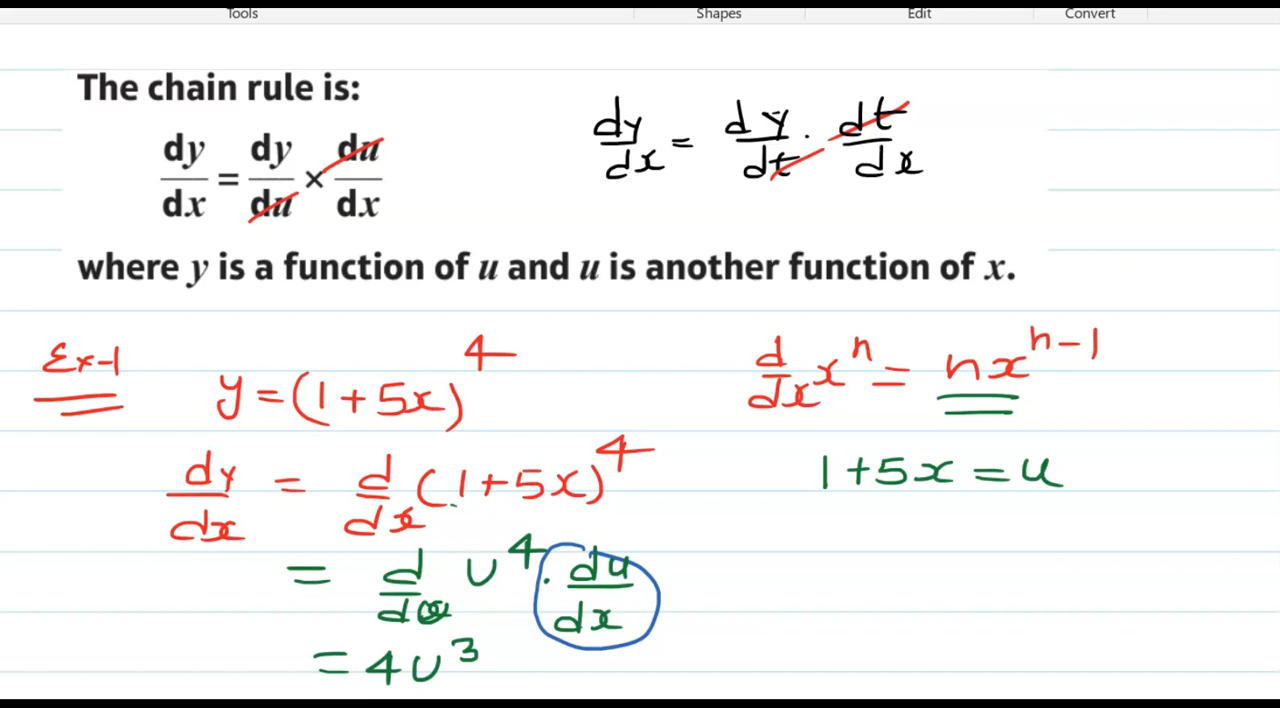 Tools Shapes Edit Convert
The chain rule is:
dy/dx = dy/du × du/dx
dy/dx = dy/dt · dt/dx
where y is a function of u and u is another function of x.
Ex-1
y = (1+5x)^4
d/dx x^n = nx^(n-1)
dy/dx = d/dx (1+5x)^4
1+5x = u
= d/du u^4 · du/dx
= 4u^3